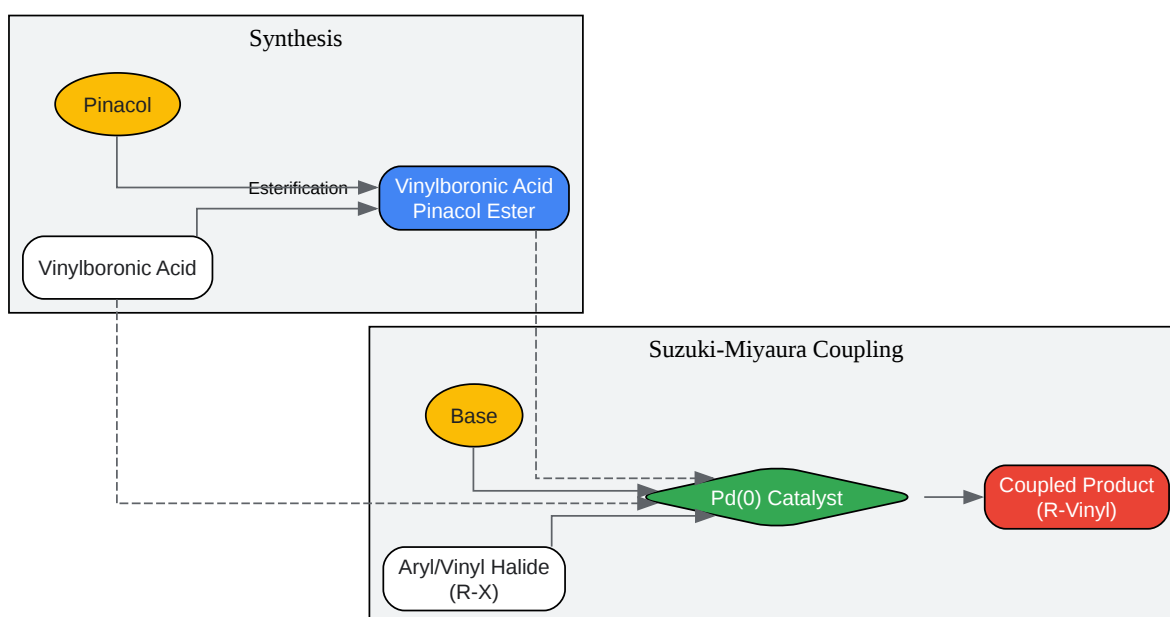 Synthesis
Pinacol
Esterification
Vinylboronic Acid
Pinacol Ester
Vinylboronic Acid
Suzuki-Miyaura Coupling
Base
Pd(0) Catalyst
Coupled Product
(R-Vinyl)
Aryl/Vinyl Halide
(R-X)